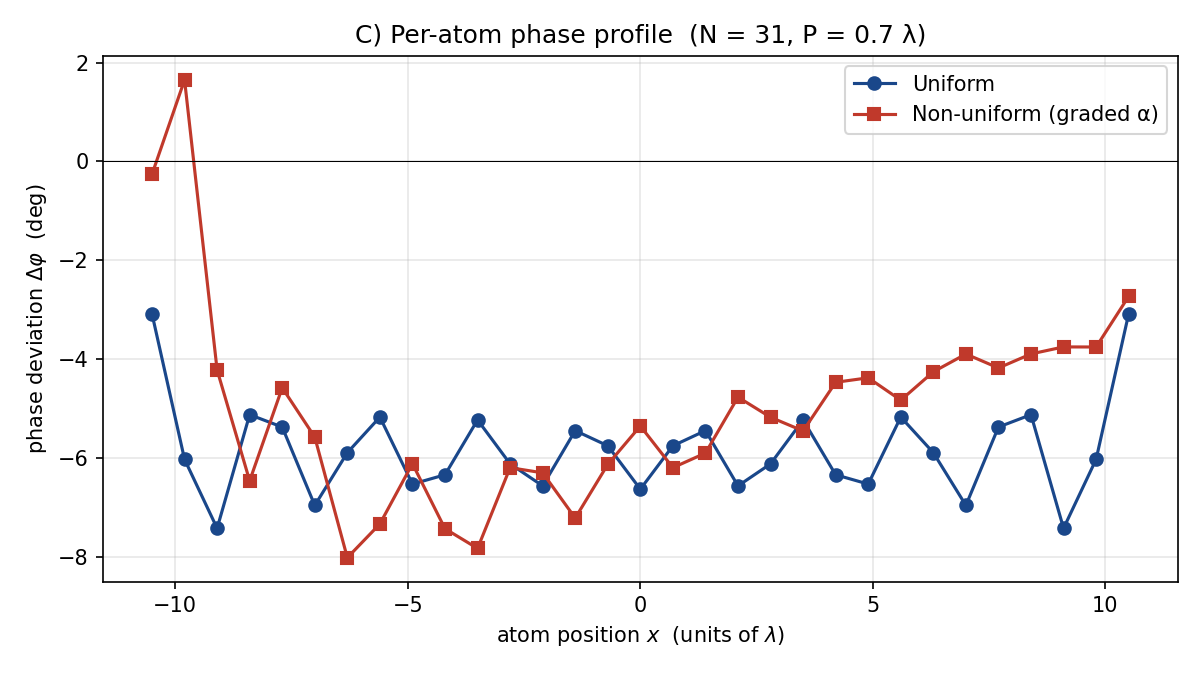 C) Per-atom phase profile (N = 31, P = 0.7 λ)
Uniform
Non-uniform (graded α)
phase deviation Δφ (deg)
2
0
−2
−4
−6
−8
−10
−5
0
5
10
atom position x (units of λ)